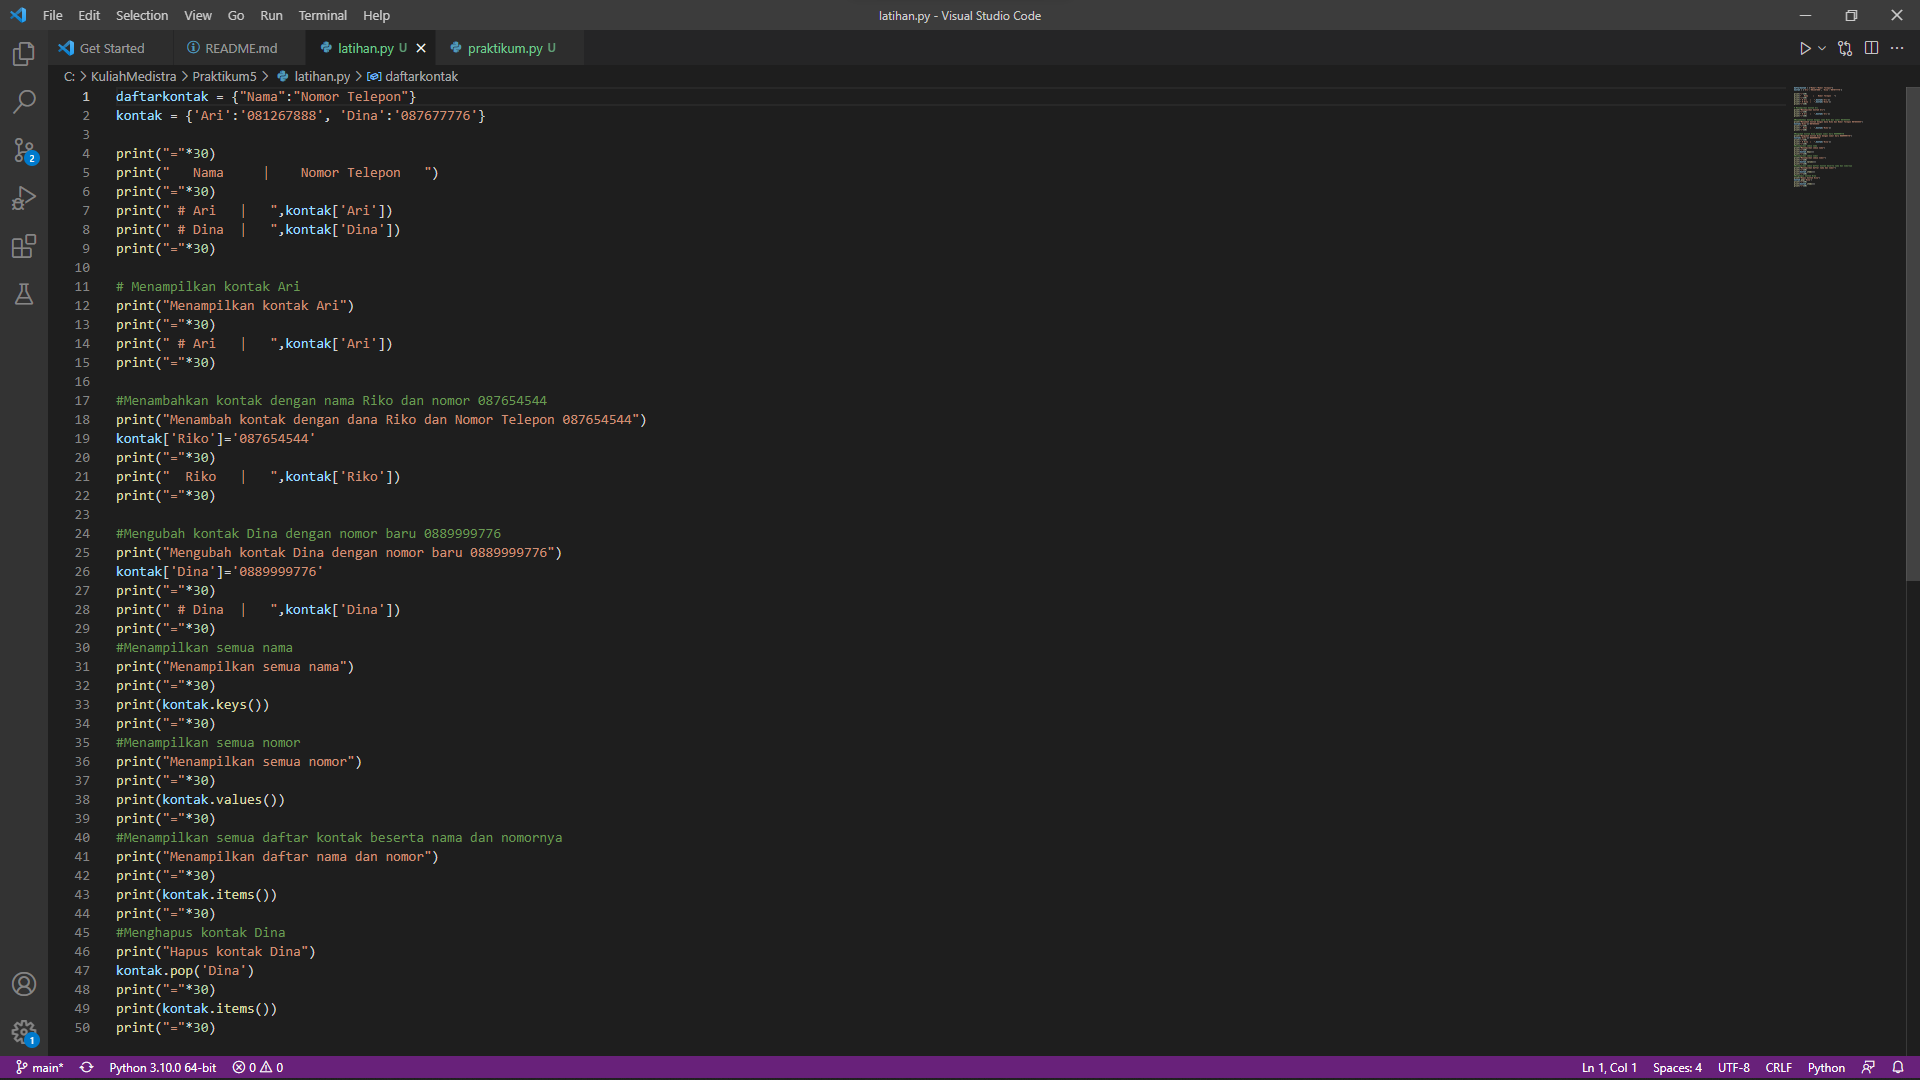 File Edit Selection View Go Run Terminal Help
latihan.py - Visual Studio Code
Get Started README.md latihan.py U praktikum.py U
C: > KuliahMedistra > Praktikum5 > latihan.py > daftarkontak
1 daftarkontak = {"Nama":"Nomor Telepon"}
2 kontak = {'Ari':'081267888', 'Dina':'087677776'}
3
4 print("="*30)
5 print("   Nama     |    Nomor Telepon   ")
6 print("="*30)
7 print(" # Ari   |   ",kontak['Ari'])
8 print(" # Dina  |   ",kontak['Dina'])
9 print("="*30)
10
11 # Menampilkan kontak Ari
12 print("Menampilkan kontak Ari")
13 print("="*30)
14 print(" # Ari   |   ",kontak['Ari'])
15 print("="*30)
16
17 #Menambahkan kontak dengan nama Riko dan nomor 087654544
18 print("Menambah kontak dengan dana Riko dan Nomor Telepon 087654544")
19 kontak['Riko']='087654544'
20 print("="*30)
21 print("  Riko   |   ",kontak['Riko'])
22 print("="*30)
23
24 #Mengubah kontak Dina dengan nomor baru 0889999776
25 print("Mengubah kontak Dina dengan nomor baru 0889999776")
26 kontak['Dina']='0889999776'
27 print("="*30)
28 print(" # Dina  |   ",kontak['Dina'])
29 print("="*30)
30 #Menampilkan semua nama
31 print("Menampilkan semua nama")
32 print("="*30)
33 print(kontak.keys())
34 print("="*30)
35 #Menampilkan semua nomor
36 print("Menampilkan semua nomor")
37 print("="*30)
38 print(kontak.values())
39 print("="*30)
40 #Menampilkan semua daftar kontak beserta nama dan nomornya
41 print("Menampilkan daftar nama dan nomor")
42 print("="*30)
43 print(kontak.items())
44 print("="*30)
45 #Menghapus kontak Dina
46 print("Hapus kontak Dina")
47 kontak.pop('Dina')
48 print("="*30)
49 print(kontak.items())
50 print("="*30)
2
1
main* Python 3.10.0 64-bit 0 0 Ln 1, Col 1 Spaces: 4 UTF-8 CRLF Python